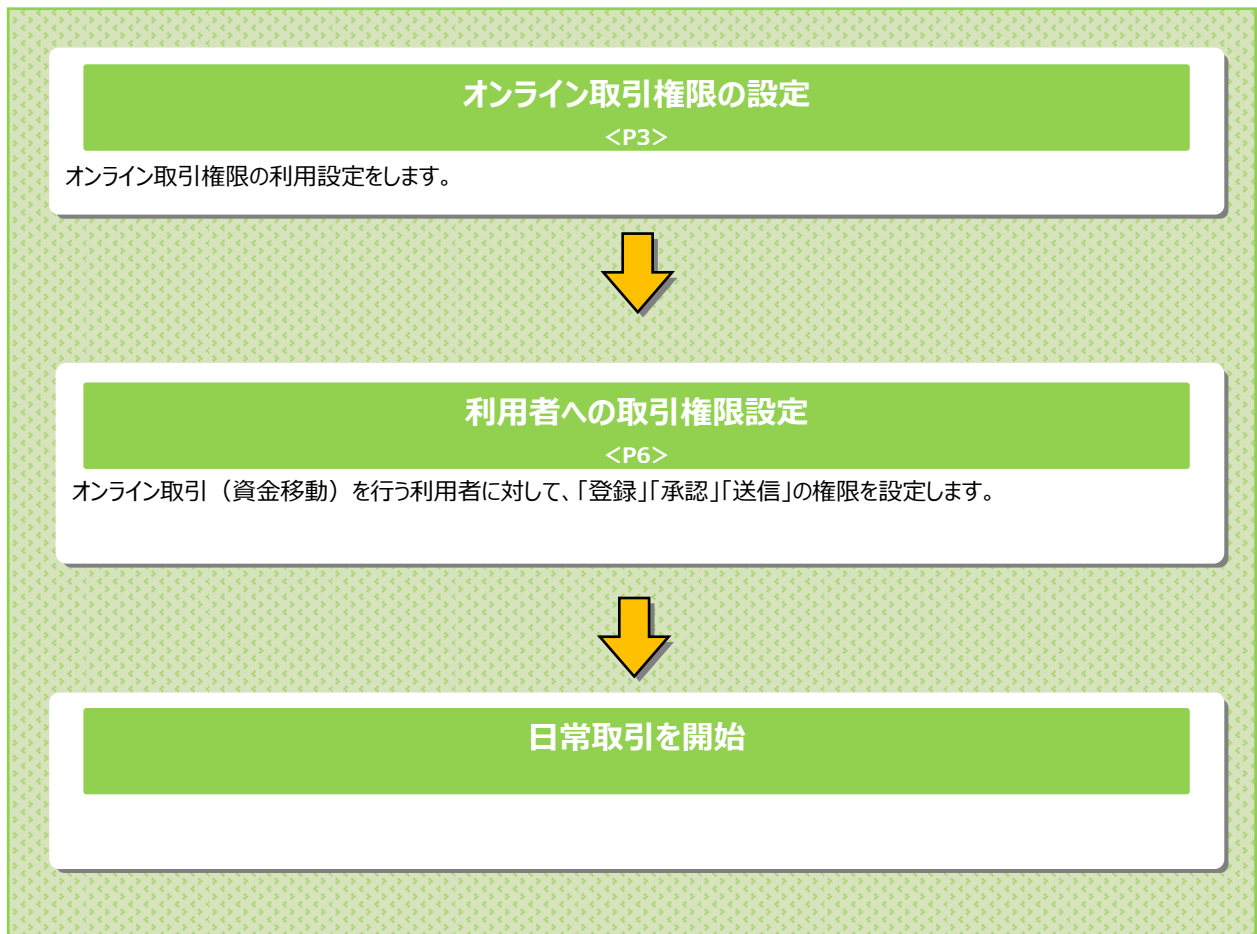 オンライン取引権限の設定
<P3>
オンライン取引権限の利用設定をします。
利用者への取引権限設定
<P6>
オンライン取引（資金移動）を行う利用者に対して、「登録」「承認」「送信」の権限を設定します。
日常取引を開始